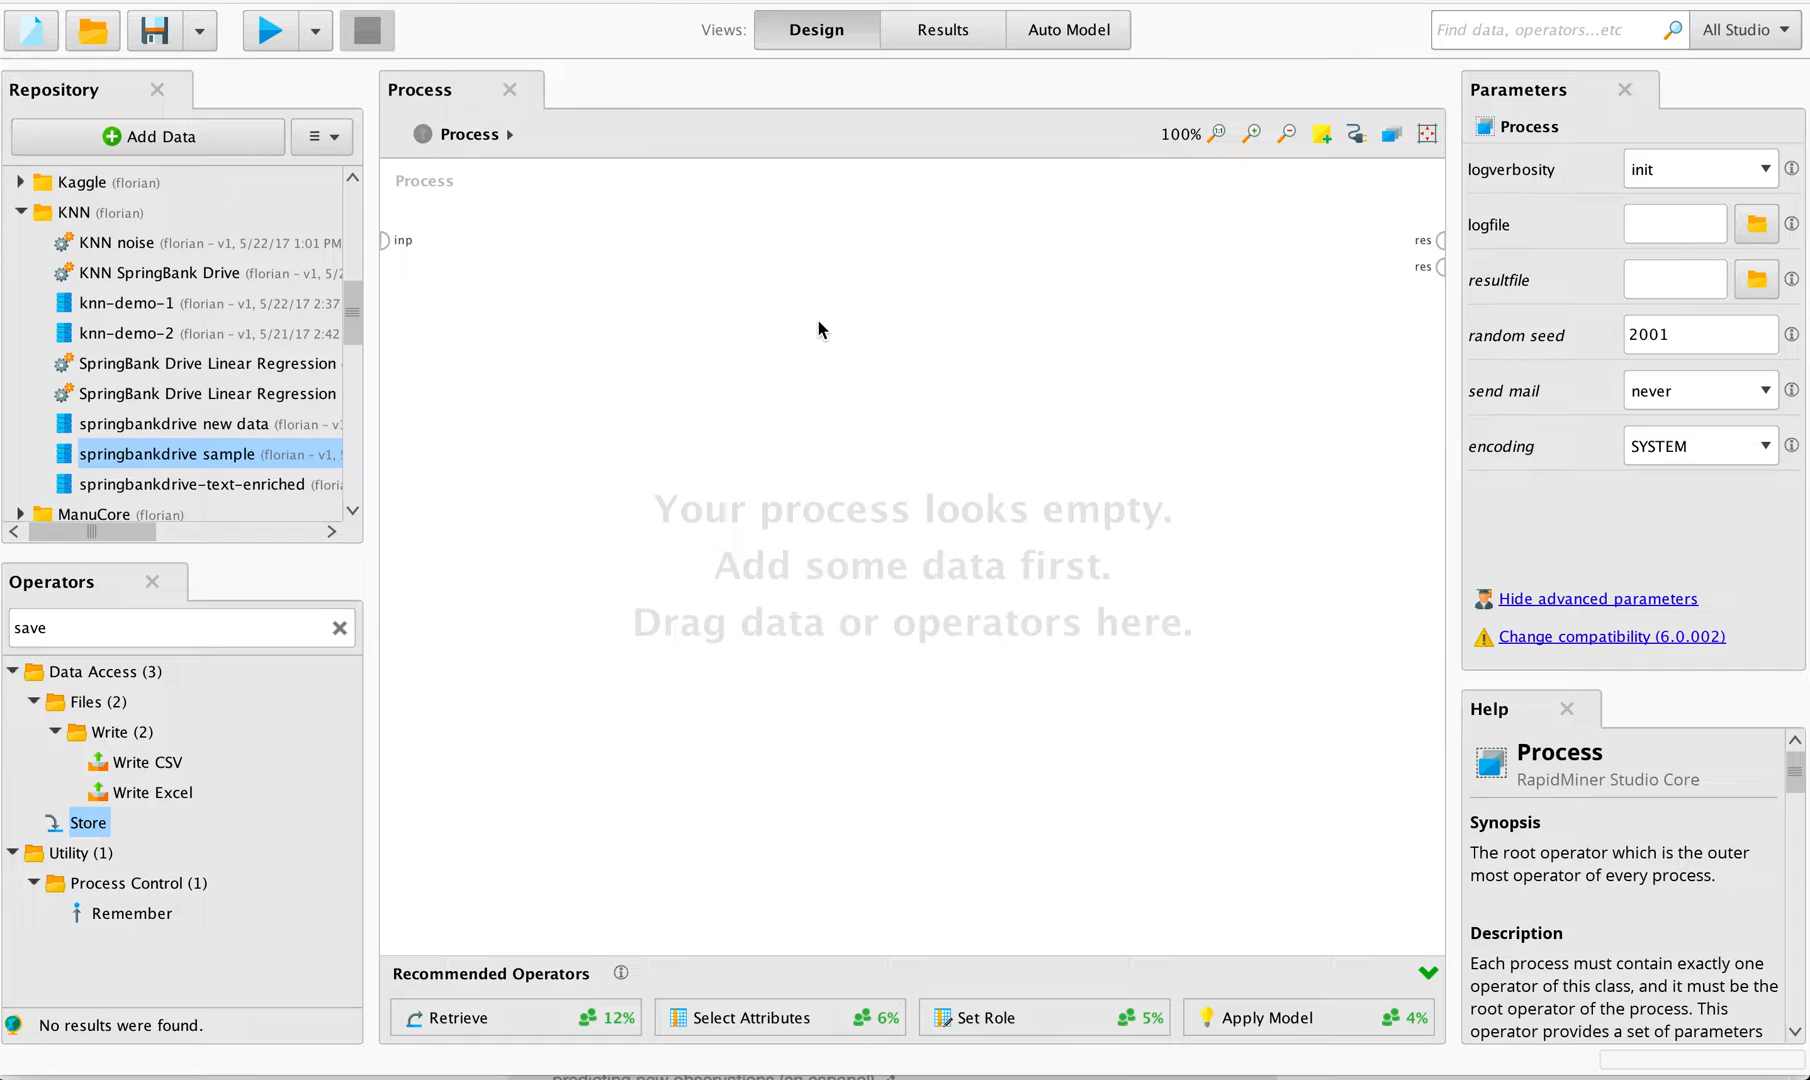 Views: Design Results Auto Model Find data, operators...etc All Studio
Repository
Add Data
Kaggle (florian)
KNN (florian)
KNN noise (florian – v1, 5/22/17 1:01 PM
KNN SpringBank Drive (florian – v1, 5/2
knn-demo-1 (florian – v1, 5/22/17 2:37
knn-demo-2 (florian – v1, 5/21/17 2:42
SpringBank Drive Linear Regression
SpringBank Drive Linear Regression
springbankdrive new data (florian – v1
springbankdrive sample (florian – v1,
springbankdrive-text-enriched (floria
ManuCore (florian)
Operators
save
Data Access (3)
Files (2)
Write (2)
Write CSV
Write Excel
Store
Utility (1)
Process Control (1)
Remember
No results were found.
Process
Process
100%
Process
inp
res
res
Your process looks empty.
Add some data first.
Drag data or operators here.
Recommended Operators
Retrieve 12% Select Attributes 6% Set Role 5% Apply Model 4%
Parameters
Process
logverbosity init
logfile
resultfile
random seed 2001
send mail never
encoding SYSTEM
Hide advanced parameters
Change compatibility (6.0.002)
Help
Process
RapidMiner Studio Core
Synopsis
The root operator which is the outer
most operator of every process.
Description
Each process must contain exactly one
operator of this class, and it must be the
root operator of the process. This
operator provides a set of parameters